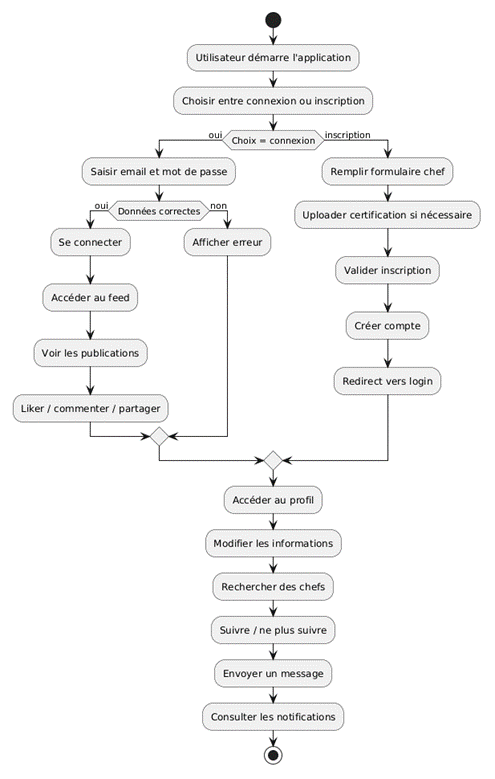 Utilisateur démarre l'application
Choisir entre connexion ou inscription
oui
Choix = connexion
inscription
Saisir email et mot de passe
Remplir formulaire chef
oui
Données correctes
non
Uploader certification si nécessaire
Se connecter
Afficher erreur
Valider inscription
Accéder au feed
Créer compte
Voir les publications
Redirect vers login
Liker / commenter / partager
Accéder au profil
Modifier les informations
Rechercher des chefs
Suivre / ne plus suivre
Envoyer un message
Consulter les notifications